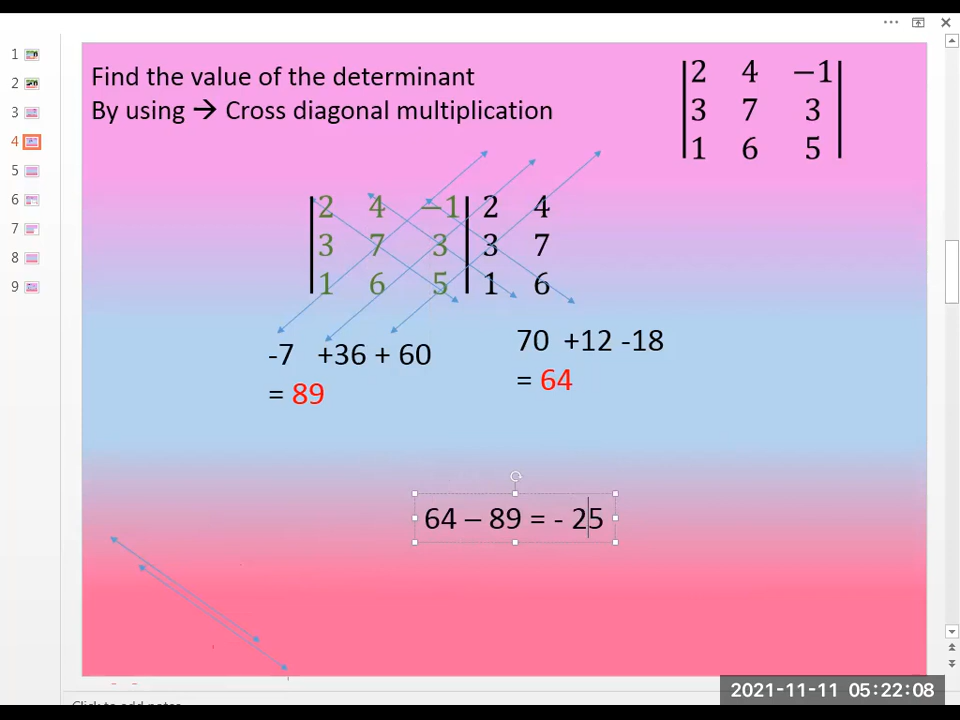 Find the value of the determinant
By using → Cross diagonal multiplication
2 4 −1
3 7 3
1 6 5
2 4 −1 2 4
3 7 3 3 7
1 6 5 1 6
-7 +36 + 60
= 89
70 +12 -18
= 64
64 – 89 = - 25
1
2
3
4
5
6
7
8
9
2021-11-11 05:22:08